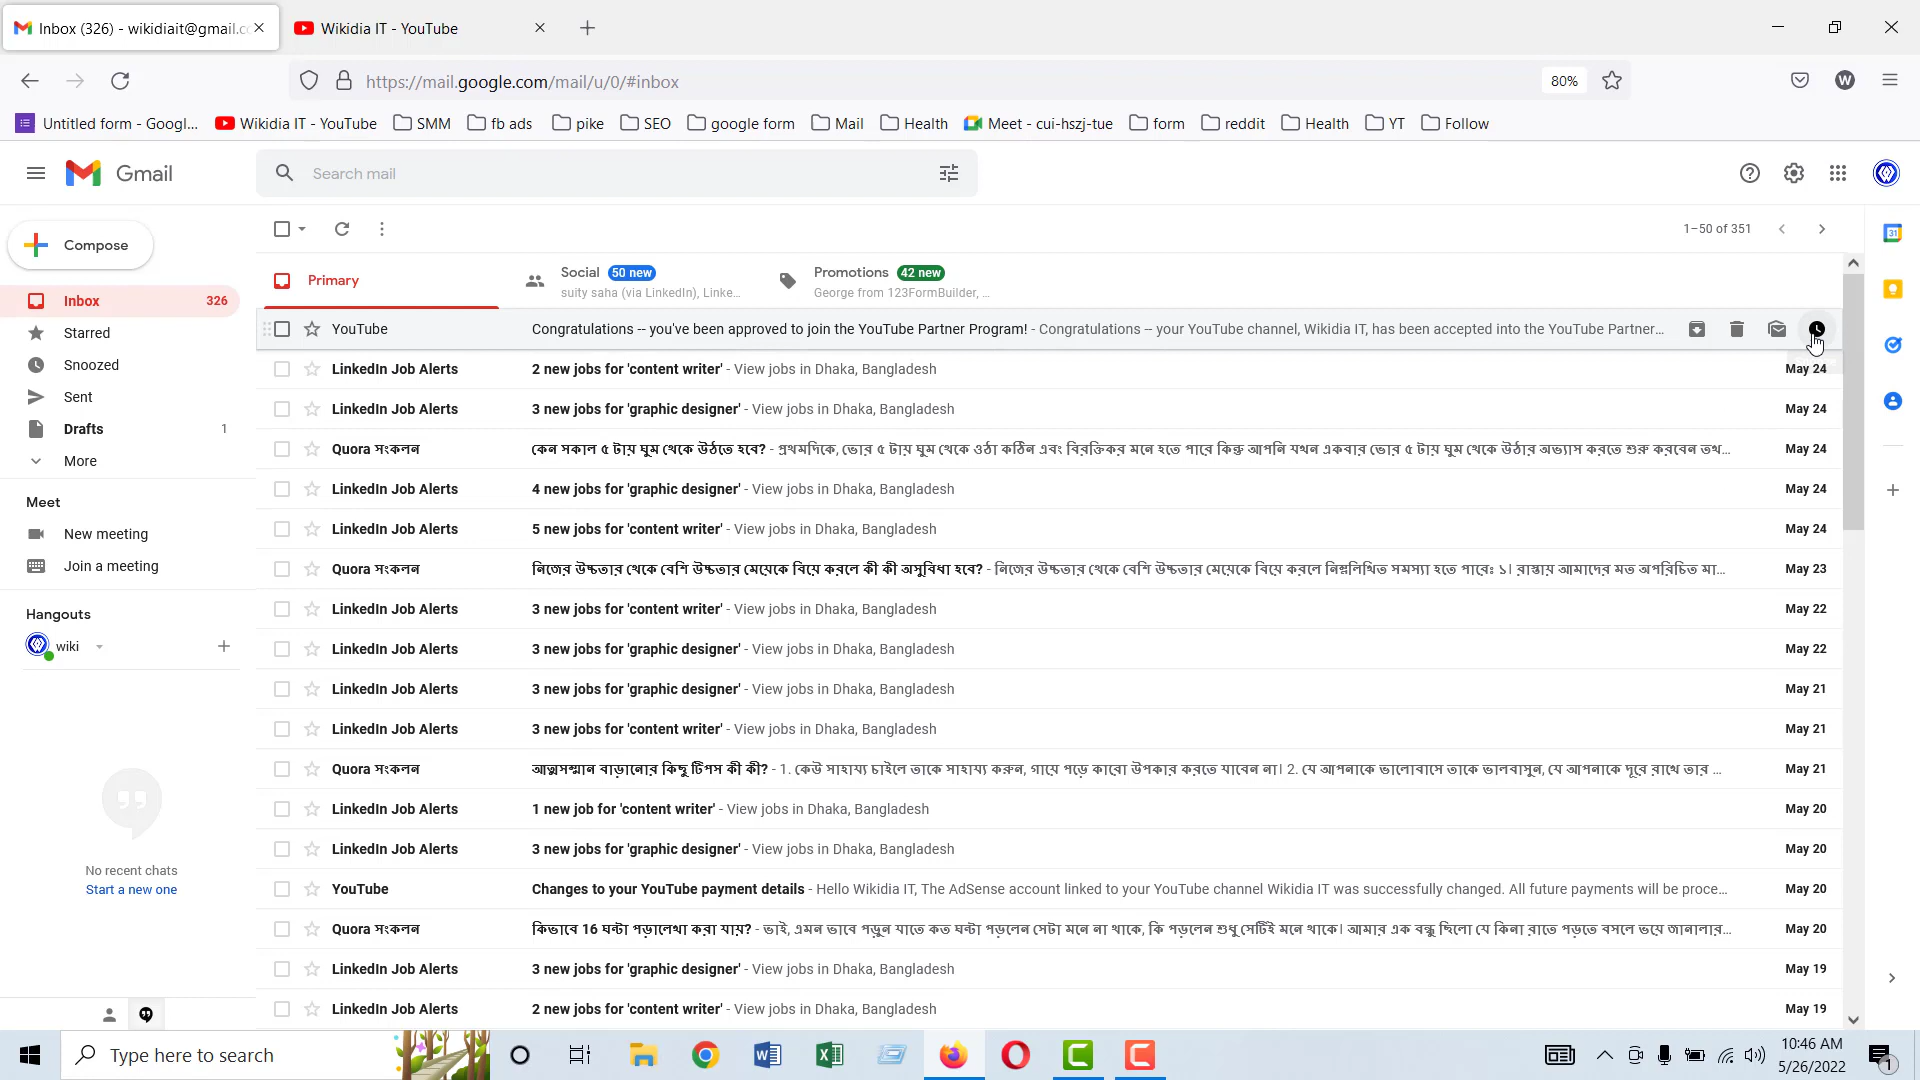 Inbox (326) - wikidiait@gmail.c
Wikidia IT - YouTube
https://mail.google.com/mail/u/0/#inbox
80%
W
Untitled form - Googl...
Wikidia IT - YouTube
SMM
fb ads
pike
SEO
google form
Mail
Health
Meet - cui-hszj-tue
form
reddit
Health
YT
Follow
Gmail
Search mail
Compose
1–50 of 351
31
Primary
Social 50 new
suity saha (via LinkedIn), Linke...
Promotions 42 new
George from 123FormBuilder, ...
Inbox 326
Starred
Snoozed
Sent
Drafts 1
More
Meet
New meeting
Join a meeting
Hangouts
wiki
No recent chats
Start a new one
YouTube Congratulations -- you've been approved to join the YouTube Partner Program! - Congratulations -- your YouTube channel, Wikidia IT, has been accepted into the YouTube Partner...
LinkedIn Job Alerts 2 new jobs for 'content writer' - View jobs in Dhaka, Bangladesh May 24
LinkedIn Job Alerts 3 new jobs for 'graphic designer' - View jobs in Dhaka, Bangladesh May 24
Quora সংকলন কেন সকাল ৫ টায় ঘুম থেকে উঠতে হবে? - প্রথমদিকে, ভোর ৫ টায় ঘুম থেকে ওঠা কঠিন এবং বিরক্তিকর মনে হতে পারে কিন্তু আপনি যখন একবার ভোর ৫ টায় ঘুম থেকে উঠার অভ্যাস করতে শুরু করবেন তখ... May 24
LinkedIn Job Alerts 4 new jobs for 'graphic designer' - View jobs in Dhaka, Bangladesh May 24
LinkedIn Job Alerts 5 new jobs for 'content writer' - View jobs in Dhaka, Bangladesh May 24
Quora সংকলন নিজের উচ্চতার থেকে বেশি উচ্চতার মেয়েকে বিয়ে করলে কী কী অসুবিধা হবে? - নিজের উচ্চতার থেকে বেশি উচ্চতার মেয়েকে বিয়ে করলে নিম্নলিখিত সমস্যা হতে পারেঃ ১। রাস্তায় আমাদের মত অপরিচিত মা... May 23
LinkedIn Job Alerts 3 new jobs for 'content writer' - View jobs in Dhaka, Bangladesh May 22
LinkedIn Job Alerts 3 new jobs for 'graphic designer' - View jobs in Dhaka, Bangladesh May 22
LinkedIn Job Alerts 3 new jobs for 'graphic designer' - View jobs in Dhaka, Bangladesh May 21
LinkedIn Job Alerts 3 new jobs for 'content writer' - View jobs in Dhaka, Bangladesh May 21
Quora সংকলন আত্মসম্মান বাড়ানোর কিছু টিপস কী কী? - 1. কেউ সাহায্য চাইলে তাকে সাহায্য করুন, গায়ে পড়ে কারো উপকার করতে যাবেন না। 2. যে আপনাকে ভালোবাসে তাকে ভালবাসুন, যে আপনাকে দূরে রাখে তার ... May 21
LinkedIn Job Alerts 1 new job for 'content writer' - View jobs in Dhaka, Bangladesh May 20
LinkedIn Job Alerts 3 new jobs for 'graphic designer' - View jobs in Dhaka, Bangladesh May 20
YouTube Changes to your YouTube payment details - Hello Wikidia IT, The AdSense account linked to your YouTube channel Wikidia IT was successfully changed. All future payments will be proce... May 20
Quora সংকলন কিভাবে 16 ঘন্টা পড়ালেখা করা যায়? - ভাই, এমন ভাবে পড়ুন যাতে কত ঘন্টা পড়লেন সেটা মনে না থাকে, কি পড়লেন শুধু সেটিই মনে থাকে। আমার এক বন্ধু ছিলো যে কিনা রাতে পড়তে বসলে ভয়ে জানালার... May 20
LinkedIn Job Alerts 3 new jobs for 'graphic designer' - View jobs in Dhaka, Bangladesh May 19
LinkedIn Job Alerts 2 new jobs for 'content writer' - View jobs in Dhaka, Bangladesh May 19
Type here to search
10:46 AM
5/26/2022
1